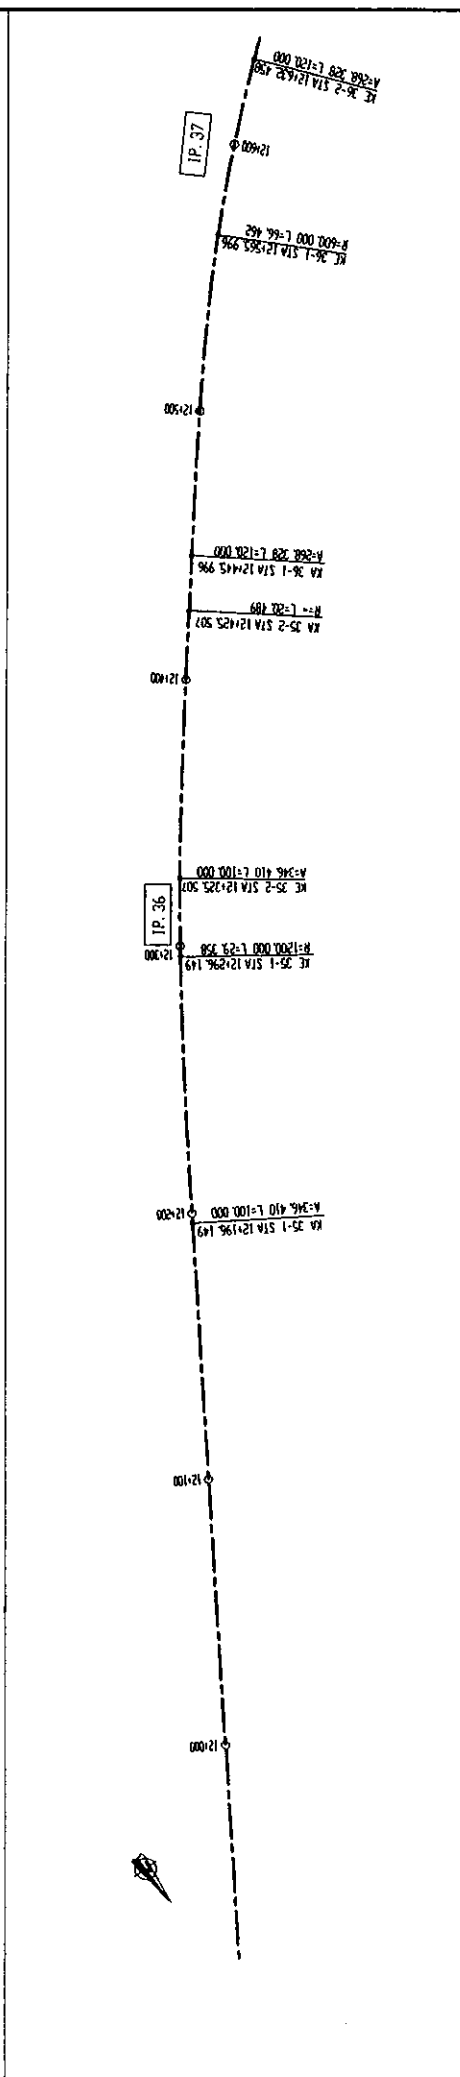 KE 36-2 STA 12+632.458
A=268.328 L=120.000
IP. 37
12+600
KE 36-1 STA 12+565.996
R=600.000 L=66.462
12+500
KA 36-1 STA 12+445.996
A=268.328 L=120.000
KA 35-2 STA 12+425.507
R=∞ L=20.489
12+400
KE 35-2 STA 12+325.507
A=346.410 L=100.000
IP. 36
12+300
KE 35-1 STA 12+296.149
R=1200.000 L=29.358
12+200
KA 35-1 STA 12+196.149
A=346.410 L=100.000
12+100
12+000